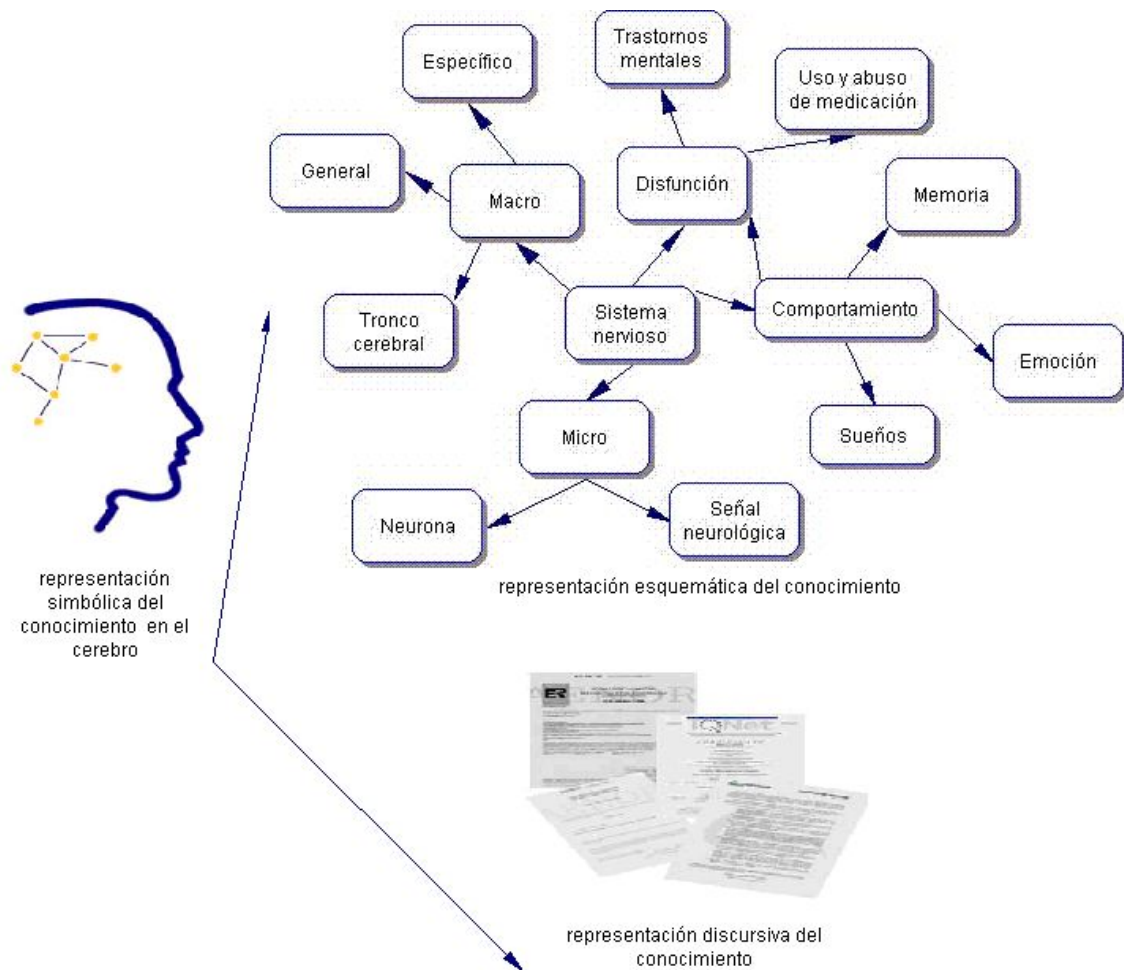 Trastornos
mentales
Específico
Uso y abuso
de medicación
General
Macro
Disfunción
Memoria
Tronco
cerebral
Sistema
nervioso
Comportamiento
Emoción
Micro
Sueños
Neurona
Señal
neurológica
representación
simbólica del
conocimiento en el
cerebro
representación esquemática del conocimiento
ER
IQNet
representación discursiva del
conocimiento